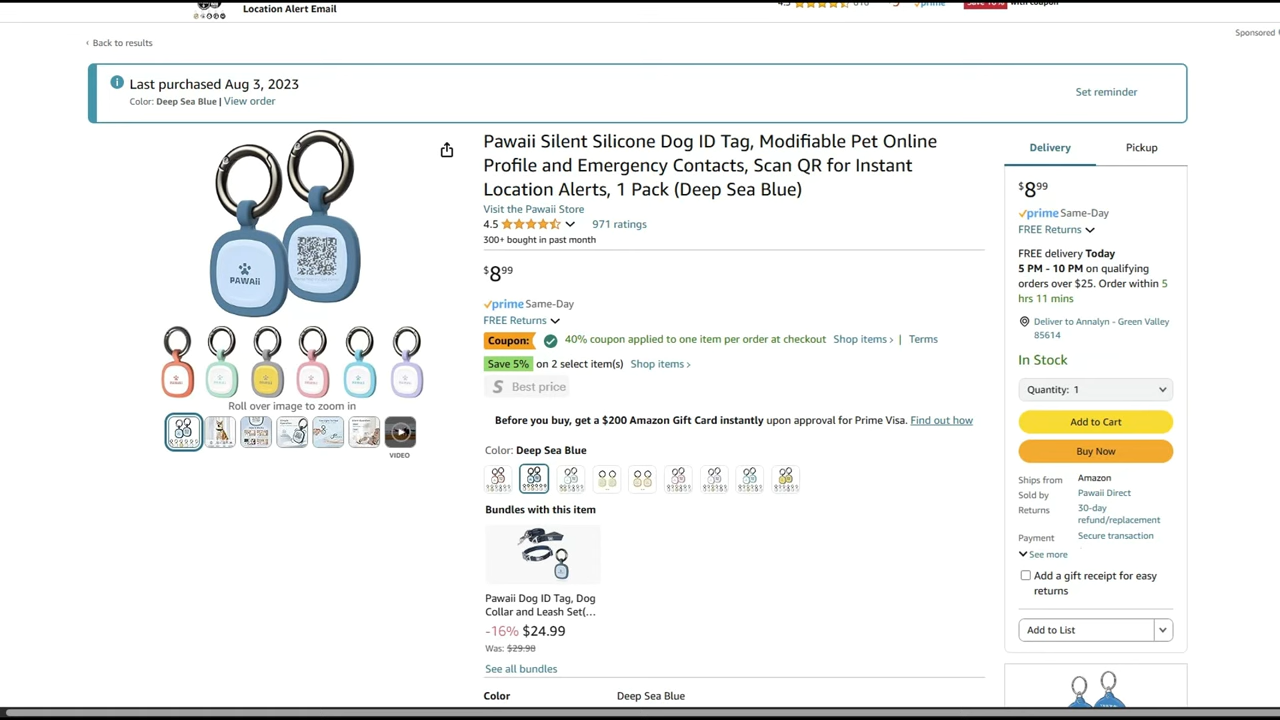 Location Alert Email
with coupon
Sponsored
‹ Back to results
Last purchased Aug 3, 2023
Color: Deep Sea Blue | View order
Set reminder
PAWAii
Roll over image to zoom in
VIDEO
Pawaii Silent Silicone Dog ID Tag, Modifiable Pet Online
Profile and Emergency Contacts, Scan QR for Instant
Location Alerts, 1 Pack (Deep Sea Blue)
Visit the Pawaii Store
4.5 971 ratings
300+ bought in past month
$8 99
prime Same-Day
FREE Returns
Coupon: 40% coupon applied to one item per order at checkout Shop items › | Terms
Save 5% on 2 select item(s) Shop items ›
S Best price
Before you buy, get a $200 Amazon Gift Card instantly upon approval for Prime Visa. Find out how
Color: Deep Sea Blue
Bundles with this item
Pawaii Dog ID Tag, Dog
Collar and Leash Set(...
-16% $24.99
Was: $29.98
See all bundles
Color Deep Sea Blue
Delivery Pickup
$8 99
prime Same-Day
FREE Returns
FREE delivery Today
5 PM - 10 PM on qualifying
orders over $25. Order within 5
hrs 11 mins
Deliver to Annalyn - Green Valley
85614
In Stock
Quantity: 1
Add to Cart
Buy Now
Ships from Amazon
Sold by Pawaii Direct
Returns 30-day
refund/replacement
Payment Secure transaction
See more
Add a gift receipt for easy
returns
Add to List